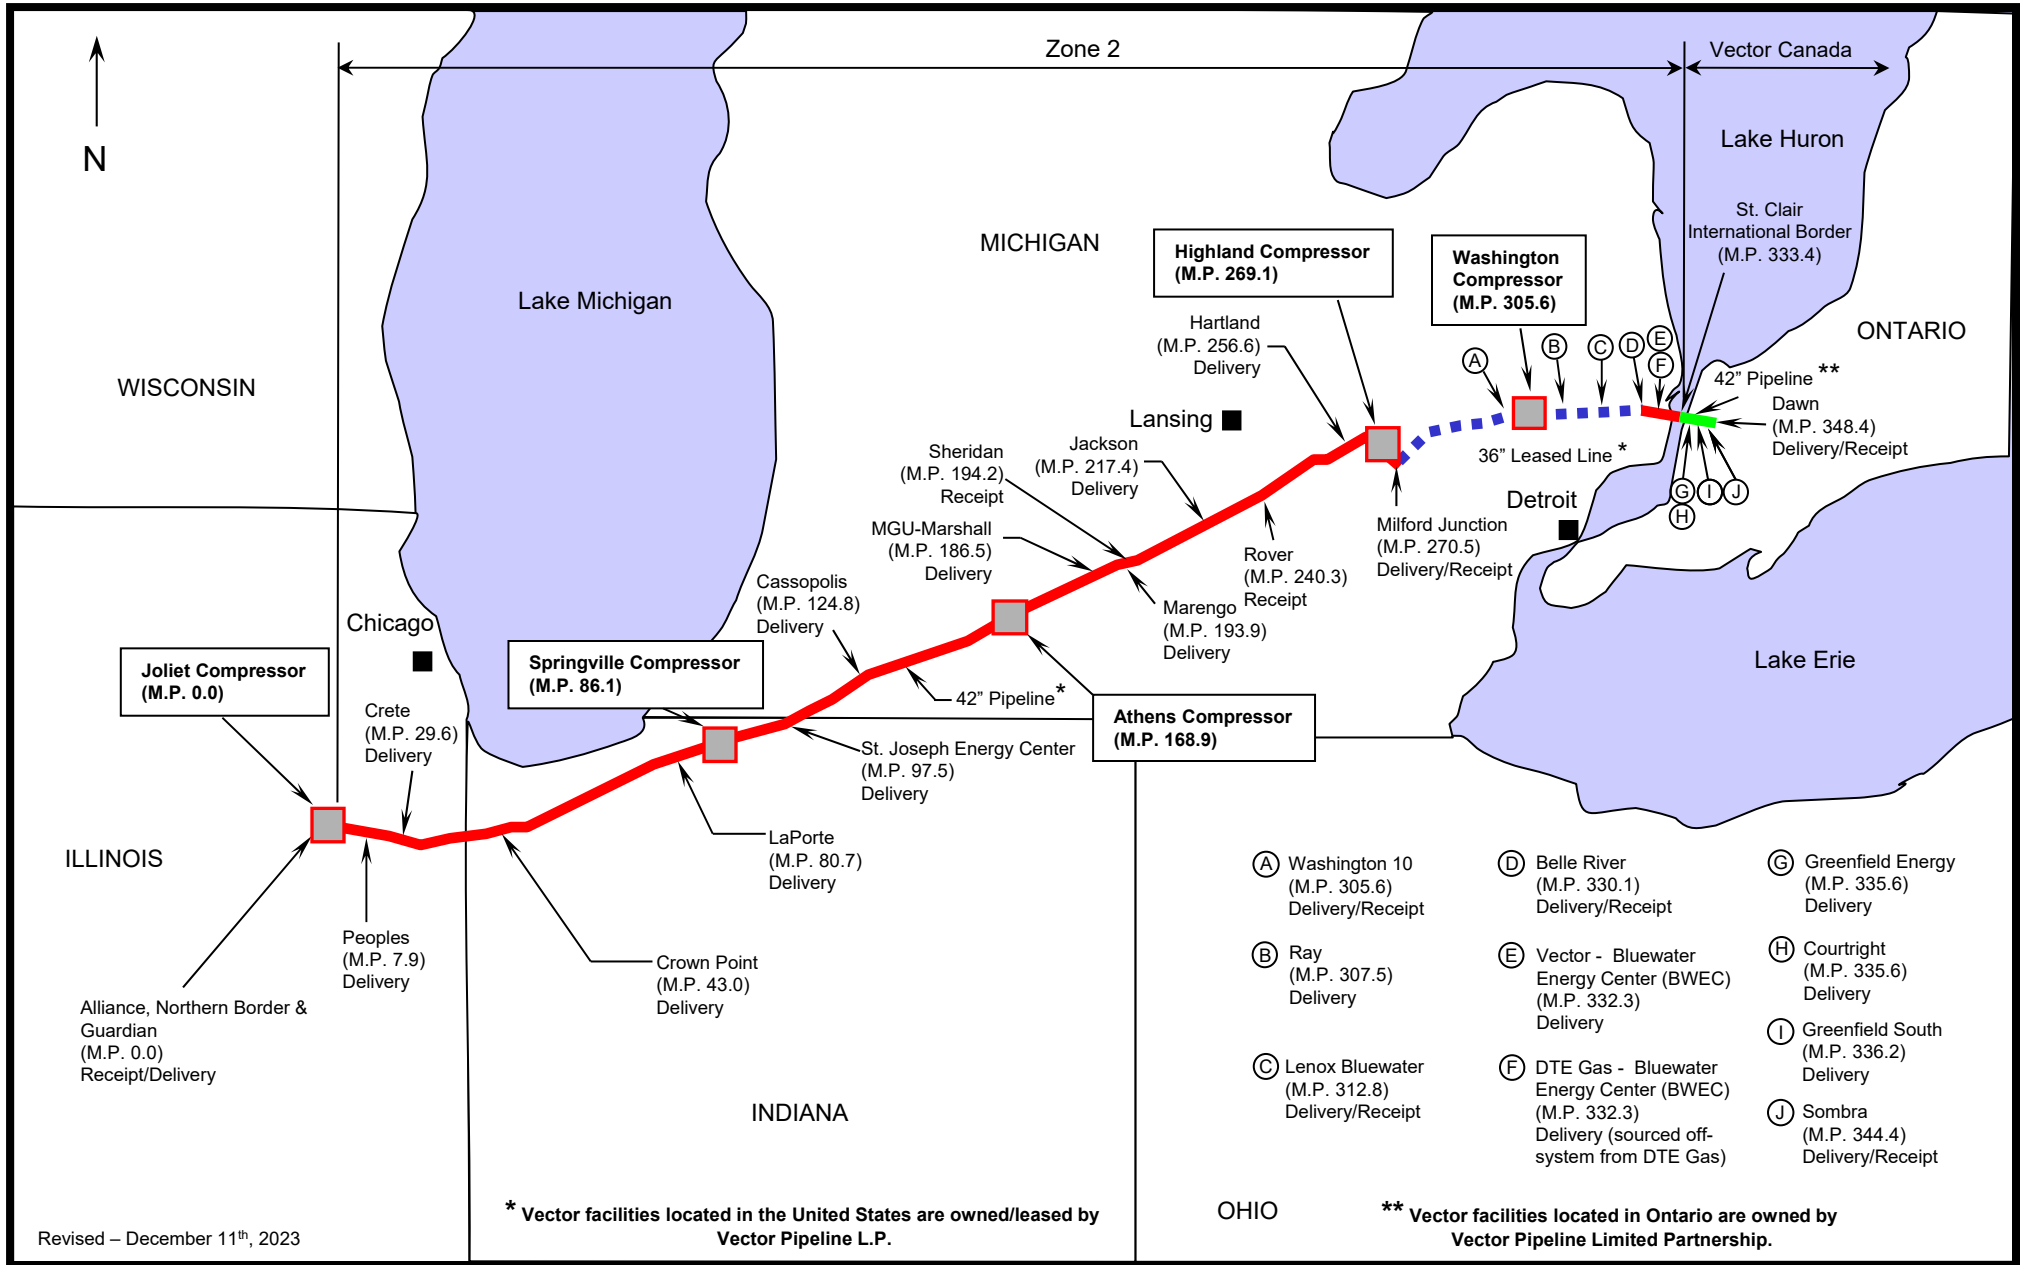 Zone 2
Vector Canada
N
Lake Huron
St. Clair
International Border
(M.P. 333.4)
MICHIGAN
Highland Compressor
(M.P. 269.1)
Washington
Compressor
(M.P. 305.6)
Lake Michigan
Hartland
(M.P. 256.6)
Delivery
ONTARIO
A
B
C
D
E
F
WISCONSIN
42” Pipeline **
Dawn
(M.P. 348.4)
Delivery/Receipt
Lansing
Jackson
(M.P. 217.4)
Delivery
Sheridan
(M.P. 194.2)
Receipt
36” Leased Line *
G
H
I
J
Detroit
MGU-Marshall
(M.P. 186.5)
Delivery
Milford Junction
(M.P. 270.5)
Delivery/Receipt
Rover
(M.P. 240.3)
Receipt
Cassopolis
(M.P. 124.8)
Delivery
Marengo
(M.P. 193.9)
Delivery
Chicago
Lake Erie
Joliet Compressor
(M.P. 0.0)
Springville Compressor
(M.P. 86.1)
42” Pipeline*
Crete
(M.P. 29.6)
Delivery
Athens Compressor
(M.P. 168.9)
St. Joseph Energy Center
(M.P. 97.5)
Delivery
LaPorte
(M.P. 80.7)
Delivery
ILLINOIS
Peoples
(M.P. 7.9)
Delivery
Crown Point
(M.P. 43.0)
Delivery
Alliance, Northern Border &
Guardian
(M.P. 0.0)
Receipt/Delivery
INDIANA
A Washington 10
(M.P. 305.6)
Delivery/Receipt
B Ray
(M.P. 307.5)
Delivery
C Lenox Bluewater
(M.P. 312.8)
Delivery/Receipt
D Belle River
(M.P. 330.1)
Delivery/Receipt
E Vector - Bluewater
Energy Center (BWEC)
(M.P. 332.3)
Delivery
F DTE Gas - Bluewater
Energy Center (BWEC)
(M.P. 332.3)
Delivery (sourced off-
system from DTE Gas)
G Greenfield Energy
(M.P. 335.6)
Delivery
H Courtright
(M.P. 335.6)
Delivery
I Greenfield South
(M.P. 336.2)
Delivery
J Sombra
(M.P. 344.4)
Delivery/Receipt
OHIO
* Vector facilities located in the United States are owned/leased by
Vector Pipeline L.P.
** Vector facilities located in Ontario are owned by
Vector Pipeline Limited Partnership.
Revised – December 11th, 2023